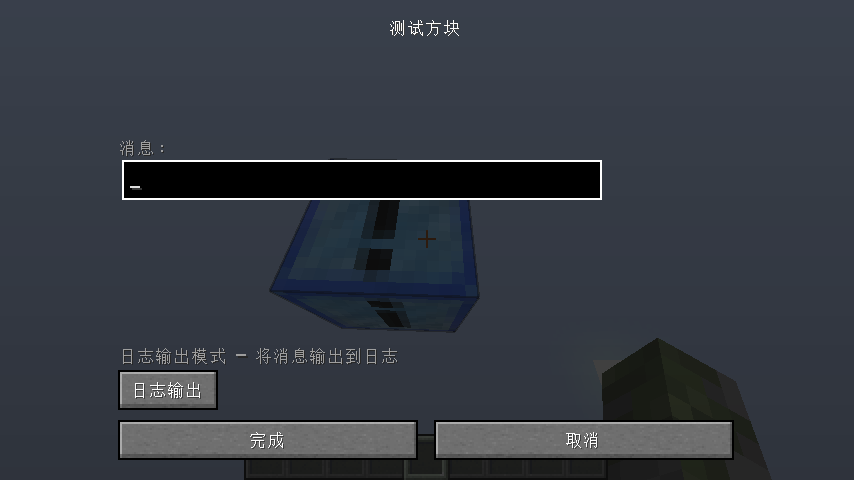 测试方块
消息：
日志输出模式 – 将消息输出到日志
日志输出
完成
取消